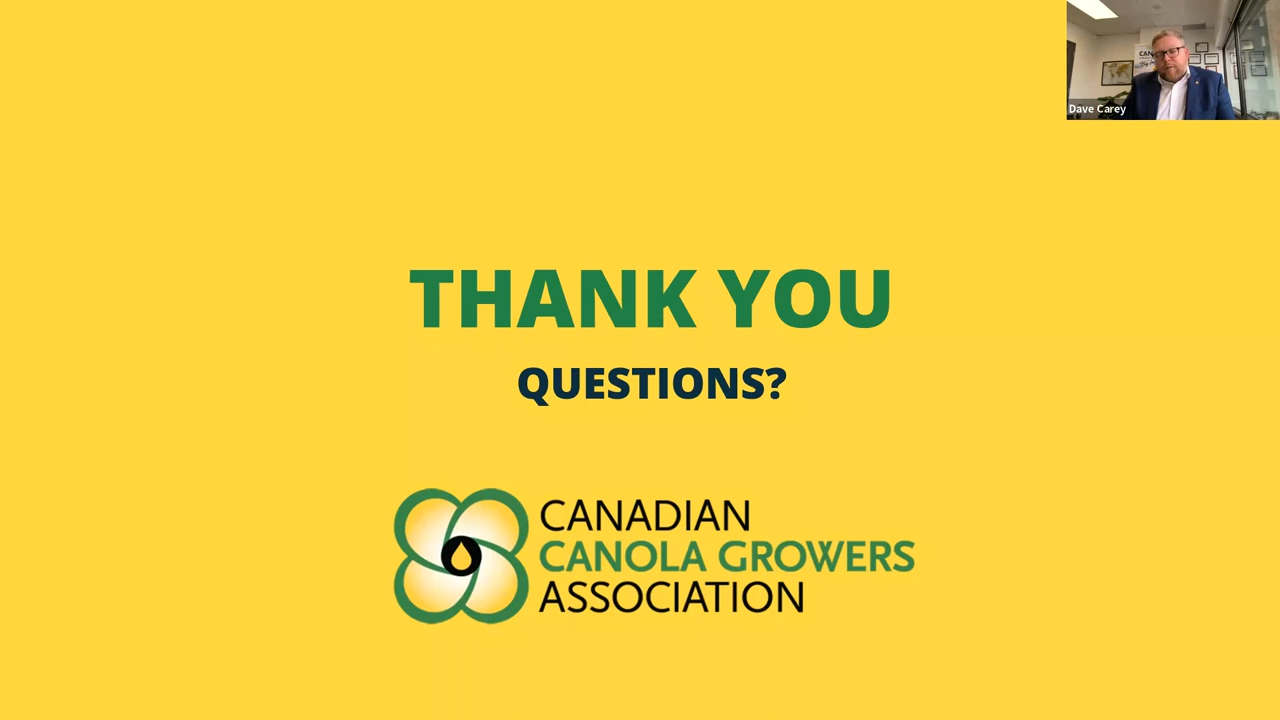 Dave Carey
THANK YOU
QUESTIONS?
CANADIAN
CANOLA GROWERS
ASSOCIATION